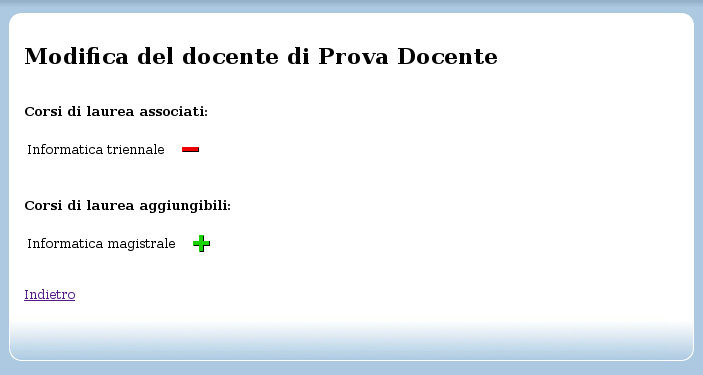 Modifica del docente di Prova Docente
Corsi di laurea associati:
Informatica triennale
Corsi di laurea aggiungibili:
Informatica magistrale
Indietro